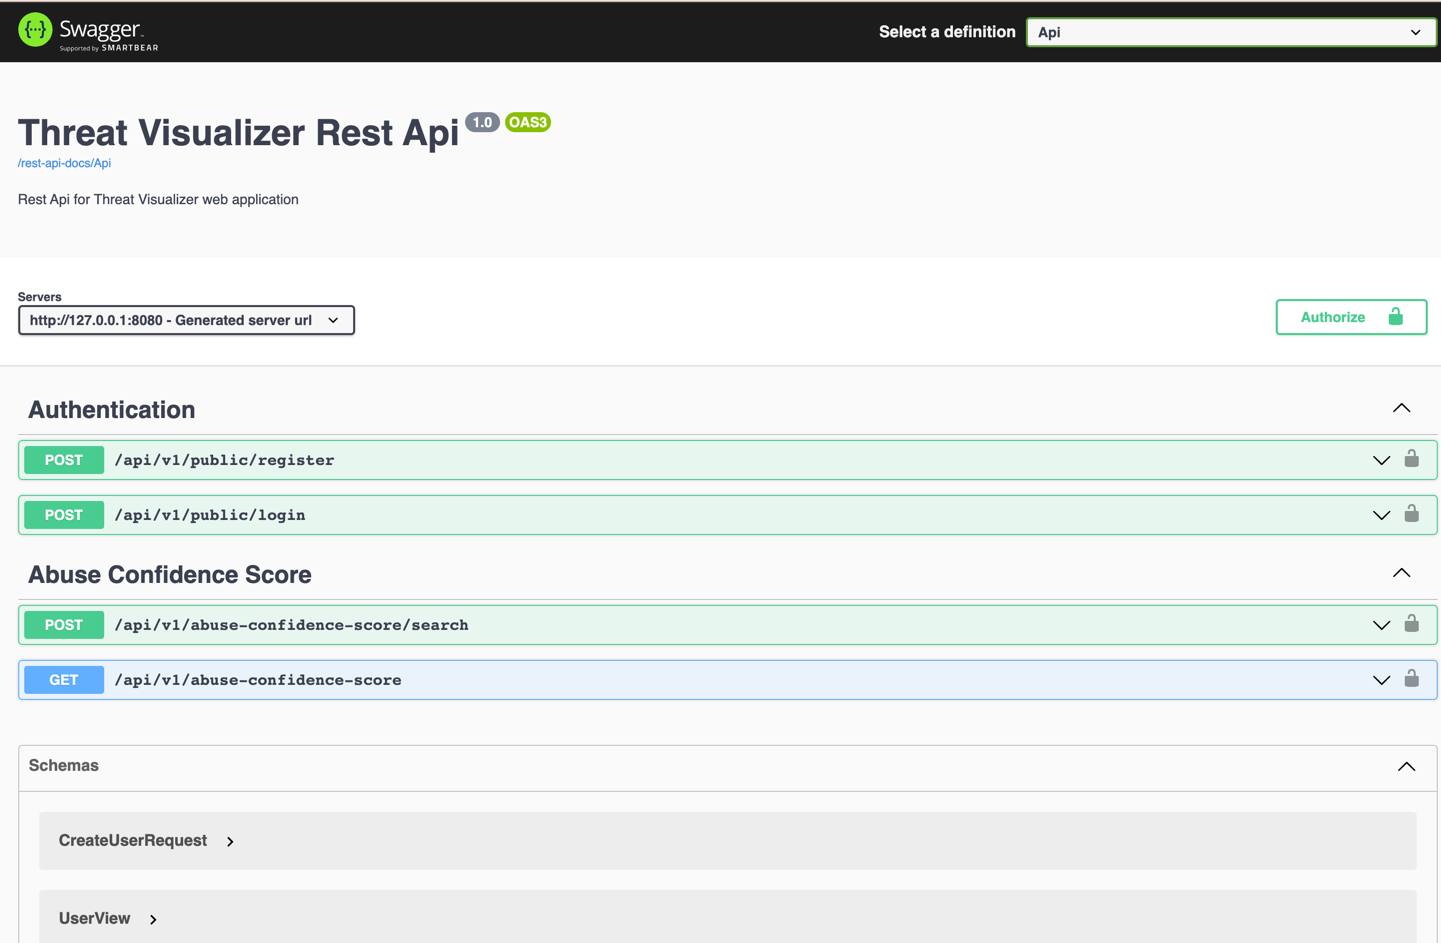 Swagger™
Supported by SMARTBEAR
Select a definition
Api
Threat Visualizer Rest Api 1.0 OAS3
/rest-api-docs/Api
Rest Api for Threat Visualizer web application
Servers
http://127.0.0.1:8080 - Generated server url
Authorize
Authentication
POST /api/v1/public/register
POST /api/v1/public/login
Abuse Confidence Score
POST /api/v1/abuse-confidence-score/search
GET /api/v1/abuse-confidence-score
Schemas
CreateUserRequest
UserView